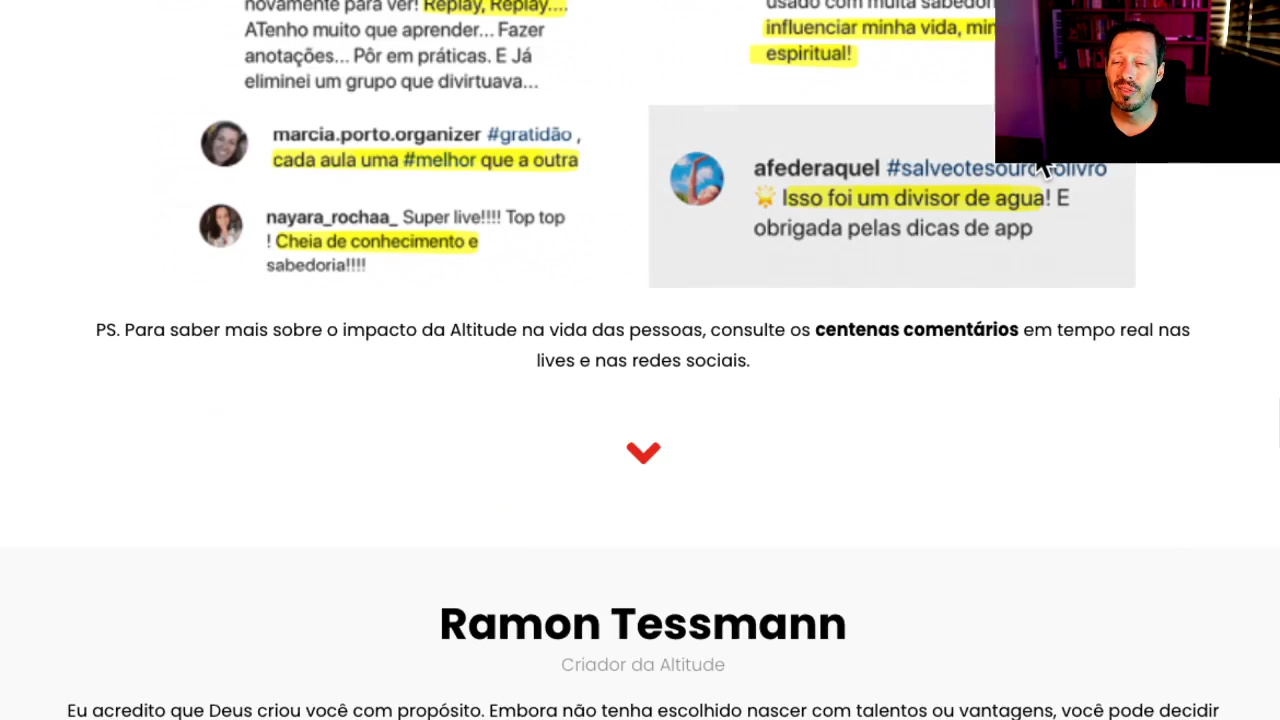 novamente para ver! Replay, Replay....
ATenho muito que aprender... Fazer
anotações... Pôr em práticas. E Já
eliminei um grupo que divirtuava...
marcia.porto.organizer #gratidão ,
cada aula uma #melhor que a outra
nayara_rochaa_ Super live!!!! Top top
! Cheia de conhecimento e
sabedoria!!!!
usado com muita
influenciar minha vida,
espiritual!
afederaquel
🌟 Isso foi um divisor de agua! E
obrigada pelas dicas de app
PS. Para saber mais sobre o impacto da Altitude na vida das pessoas, consulte os centenas comentários em tempo real nas
lives e nas redes sociais.
Ramon Tessmann
Criador da Altitude
Eu acredito que Deus criou você com propósito. Embora não tenha escolhido nascer com talentos ou vantagens, você pode decidir